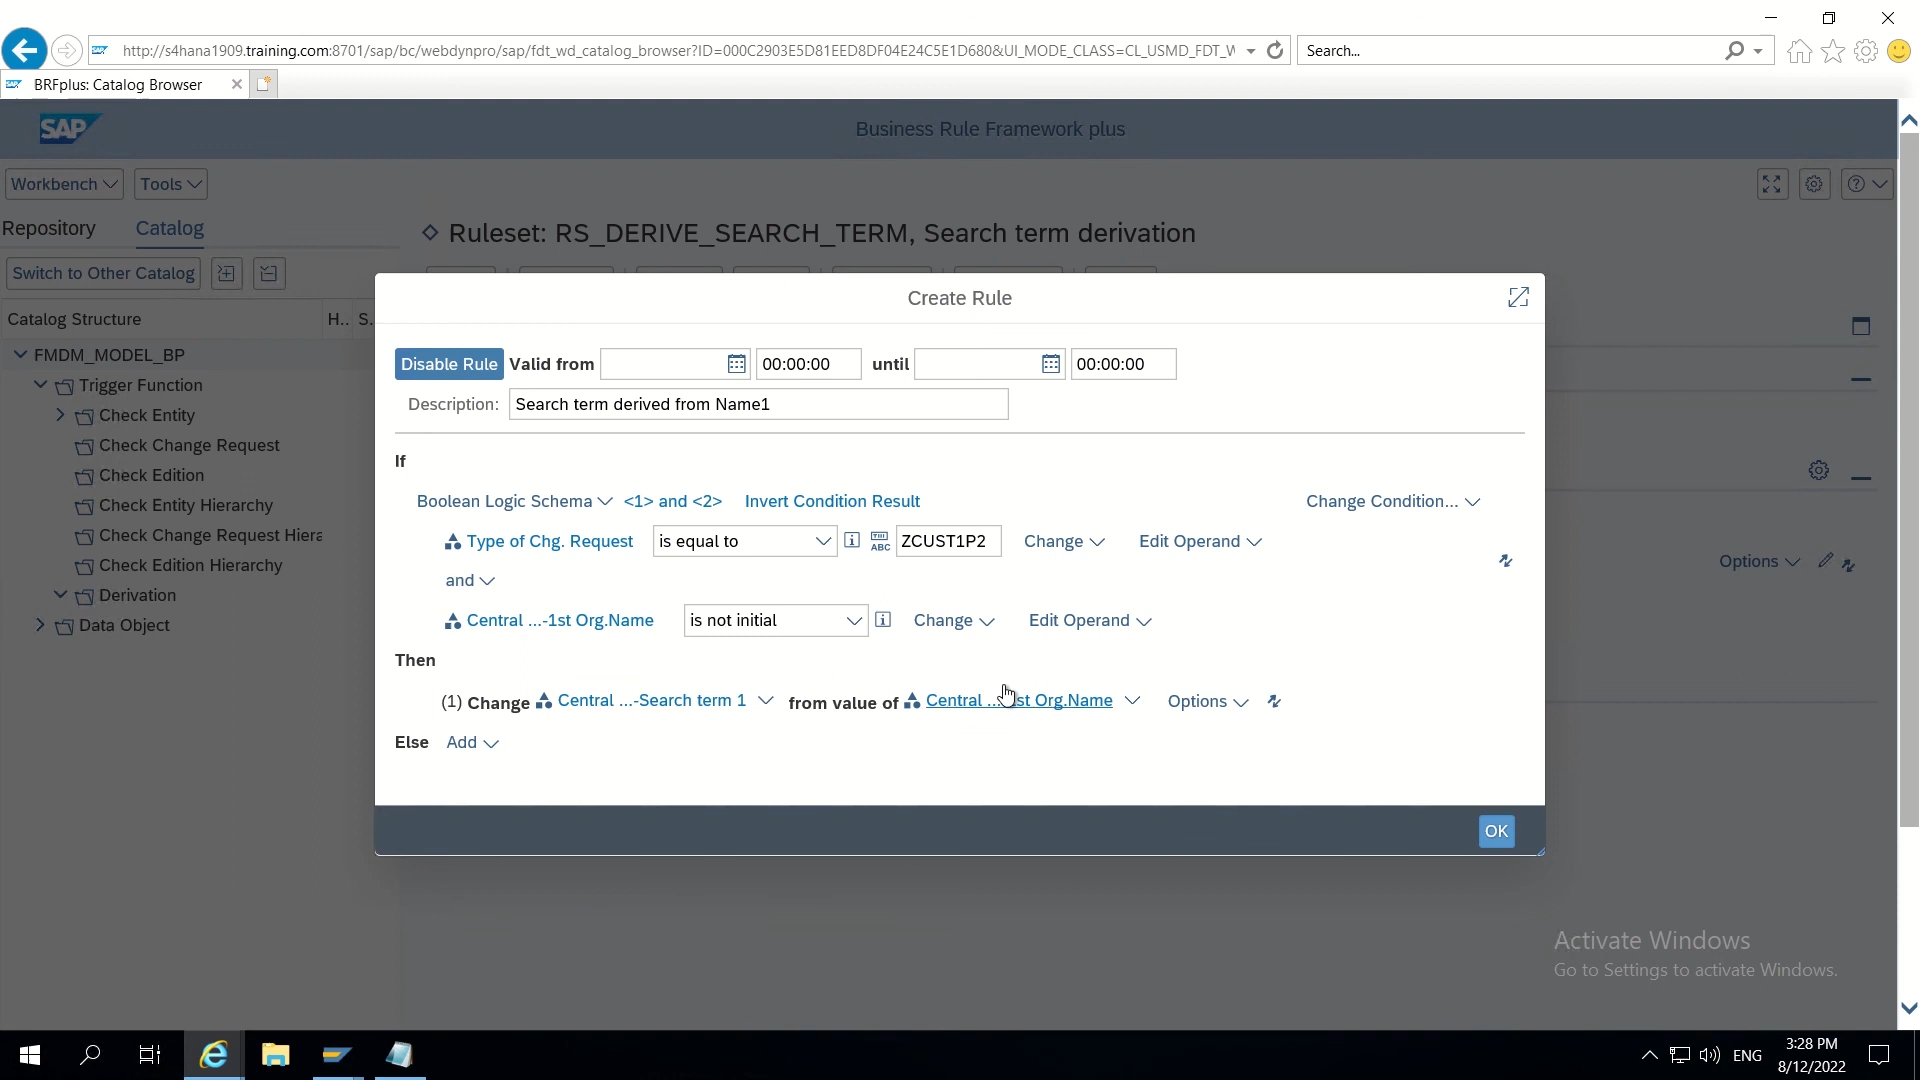 http://s4hana1909.training.com:8701/sap/bc/webdynpro/sap/fdt_wd_catalog_browser?ID=000C2903E5D81EED8DF04E24C5E1D680&UI_MODE_CLASS=CL_USMD_FDT_W
Search...
BRFplus: Catalog Browser
SAP
Business Rule Framework plus
Workbench
Tools
Repository
Catalog
Ruleset: RS_DERIVE_SEARCH_TERM, Search term derivation
Switch to Other Catalog
Catalog Structure
H..
S..
FMDM_MODEL_BP
Trigger Function
Check Entity
Check Change Request
Check Edition
Check Entity Hierarchy
Check Change Request Hiera
Check Edition Hierarchy
Derivation
Data Object
Create Rule
Disable Rule Valid from 00:00:00 until 00:00:00
Description: Search term derived from Name1
If
Boolean Logic Schema <1> and <2> Invert Condition Result Change Condition...
Type of Chg. Request is equal to ZCUST1P2 Change Edit Operand
and
Central ...-1st Org.Name is not initial Change Edit Operand
Then
(1) Change Central ...-Search term 1 from value of Central ...st Org.Name Options
Else Add
OK
Options
Activate Windows
Go to Settings to activate Windows.
ENG
3:28 PM
8/12/2022